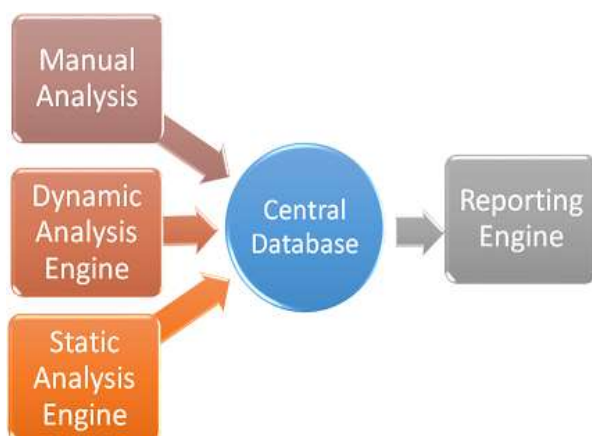 Manual
Analysis
Dynamic
Analysis
Engine
Static
Analysis
Engine
Central
Database
Reporting
Engine